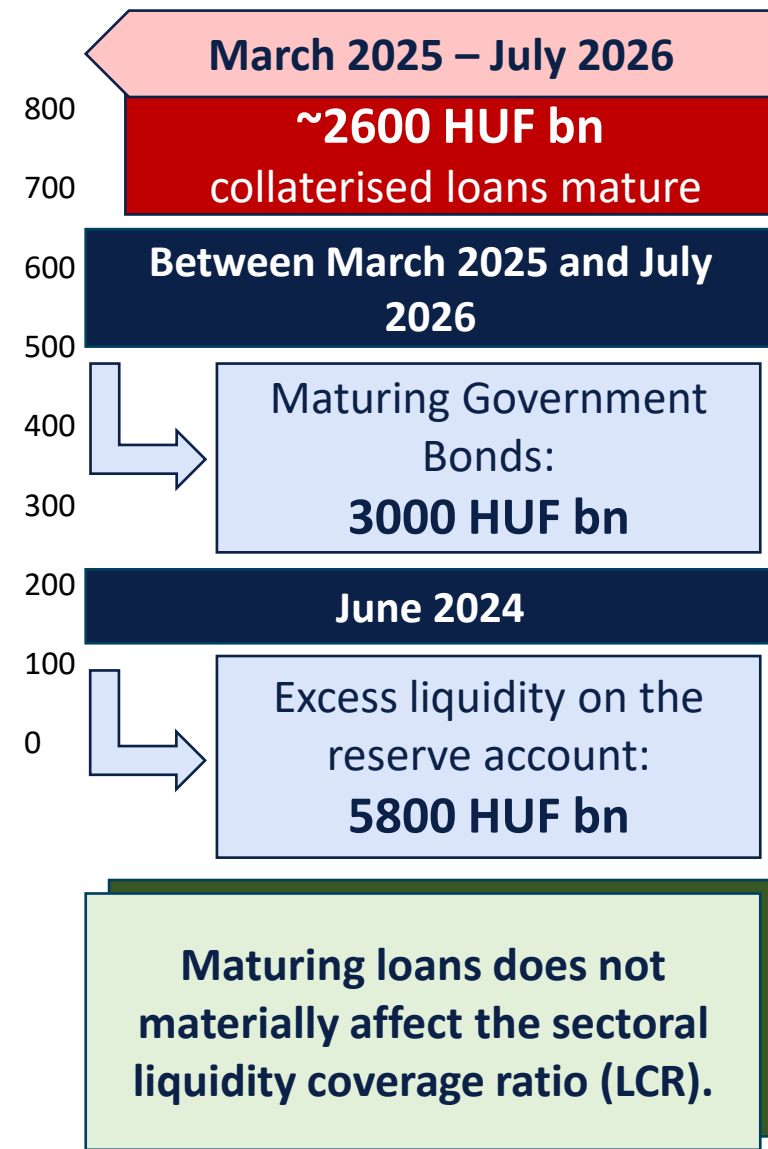 March 2025 – July 2026
800
~2600 HUF bn
700
collaterised loans mature
600
Between March 2025 and July
2026
500
Maturing Government
400
Bonds:
300
3000 HUF bn
200
June 2024
100
Excess liquidity on the
0
reserve account:
5800 HUF bn
Maturing loans does not
materially affect the sectoral
liquidity coverage ratio (LCR).